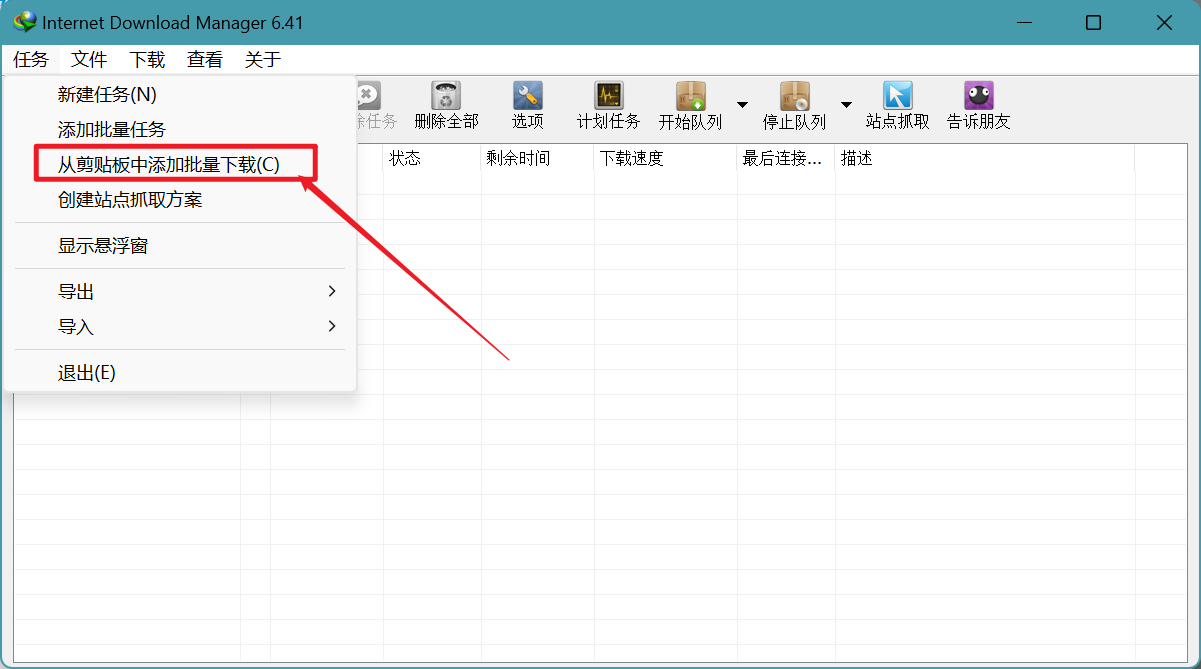 Internet Download Manager 6.41
任务 文件 下载 查看 关于
新建任务(N)
添加批量任务
从剪贴板中添加批量下载(C)
创建站点抓取方案
显示悬浮窗
导出
导入
退出(E)
除任务 删除全部 选项 计划任务 开始队列 停止队列 站点抓取 告诉朋友
状态 剩余时间 下载速度 最后连接... 描述